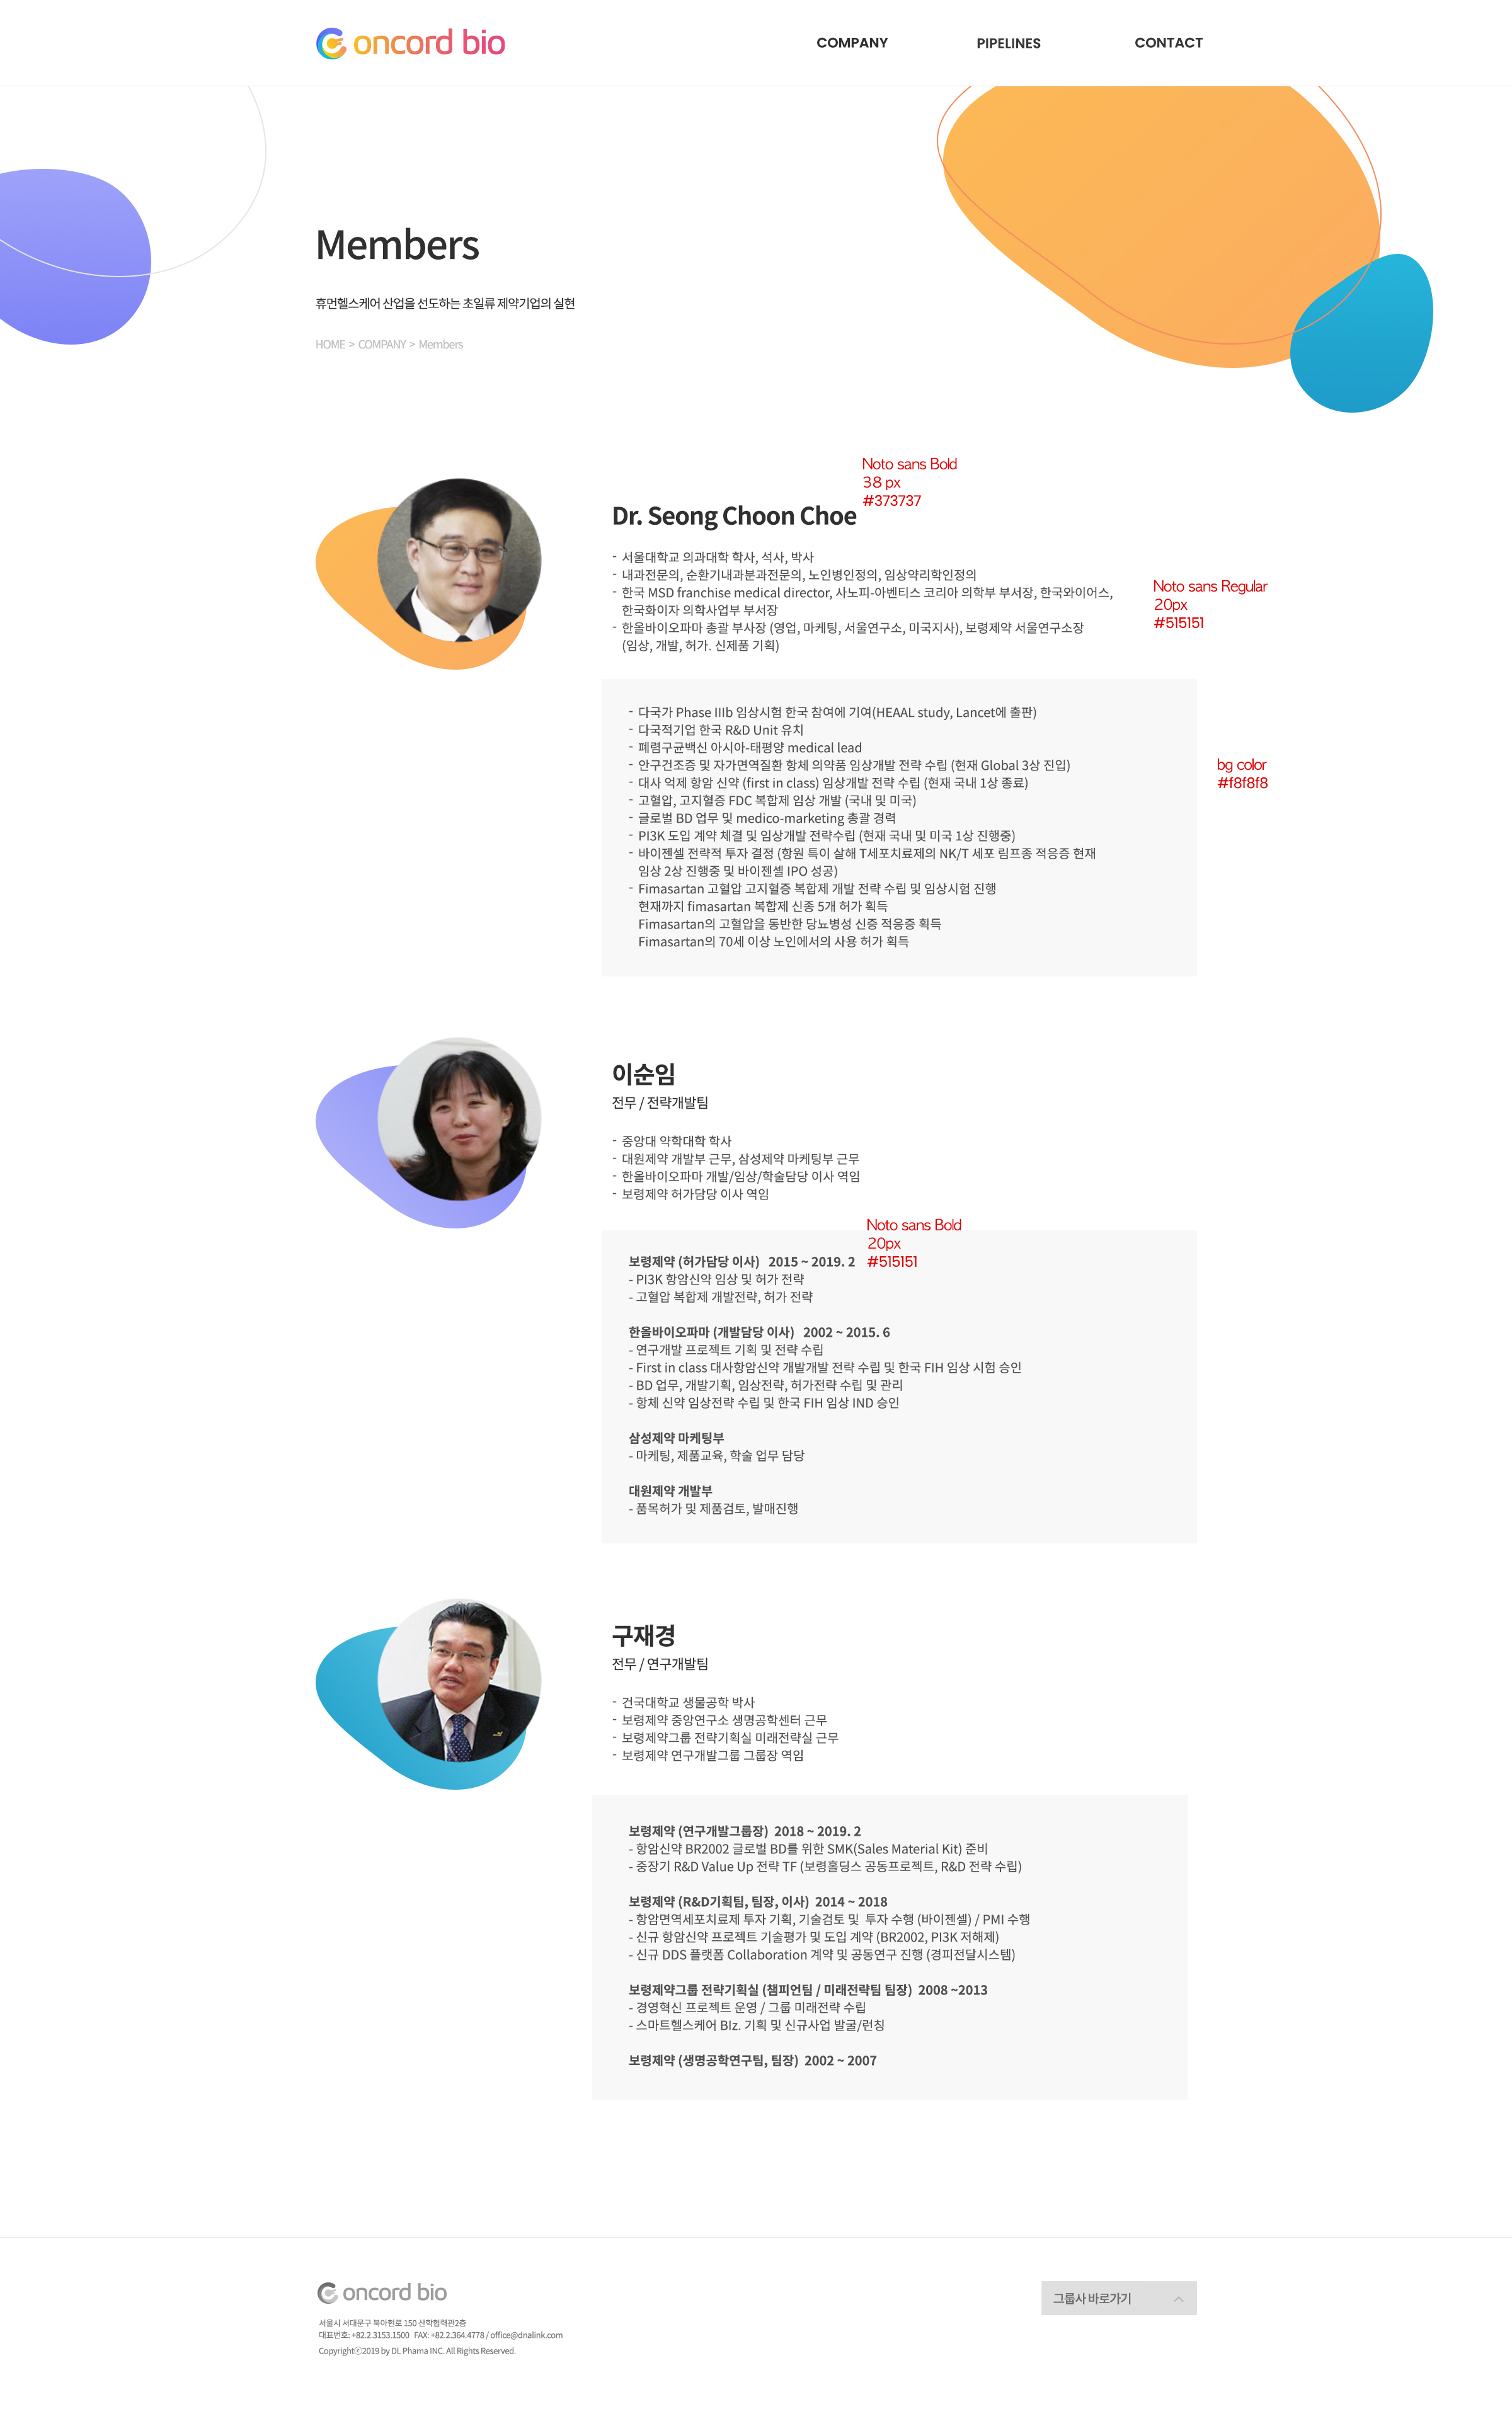 oncord bio
COMPANY
PIPELINES
CONTACT
Members
휴먼헬스케어 산업을 선도하는 초일류 제약기업의 실현
HOME > COMPANY > Members
Noto sans Bold
38 px
#373737
Dr. Seong Choon Choe
- 서울대학교 의과대학 학사, 석사, 박사
- 내과전문의, 순환기내과분과전문의, 노인병인정의, 임상약리학인정의
- 한국 MSD franchise medical director, 사노피-아벤티스 코리아 의학부 부서장, 한국와이어스,
한국화이자 의학사업부 부서장
- 한올바이오파마 총괄 부사장 (영업, 마케팅, 서울연구소, 미국지사), 보령제약 서울연구소장
(임상, 개발, 허가. 신제품 기획)
Noto sans Regular
20px
#515151
- 다국가 Phase IIIb 임상시험 한국 참여에 기여(HEAAL study, Lancet에 출판)
- 다국적기업 한국 R&D Unit 유치
- 폐렴구균백신 아시아-태평양 medical lead
- 안구건조증 및 자가면역질환 항체 의약품 임상개발 전략 수립 (현재 Global 3상 진입)
- 대사 억제 항암 신약 (first in class) 임상개발 전략 수립 (현재 국내 1상 종료)
- 고혈압, 고지혈증 FDC 복합제 임상 개발 (국내 및 미국)
- 글로벌 BD 업무 및 medico-marketing 총괄 경력
- PI3K 도입 계약 체결 및 임상개발 전략수립 (현재 국내 및 미국 1상 진행중)
- 바이젠셀 전략적 투자 결정 (항원 특이 살해 T세포치료제의 NK/T 세포 림프종 적응증 현재
임상 2상 진행중 및 바이젠셀 IPO 성공)
- Fimasartan 고혈압 고지혈증 복합제 개발 전략 수립 및 임상시험 진행
현재까지 fimasartan 복합제 신종 5개 허가 획득
Fimasartan의 고혈압을 동반한 당뇨병성 신증 적응증 획득
Fimasartan의 70세 이상 노인에서의 사용 허가 획득
bg color
#f8f8f8
이순임
전무 / 전략개발팀
- 중앙대 약학대학 학사
- 대원제약 개발부 근무, 삼성제약 마케팅부 근무
- 한올바이오파마 개발/임상/학술담당 이사 역임
- 보령제약 허가담당 이사 역임
Noto sans Bold
20px
#515151
보령제약 (허가담당 이사) 2015 ~ 2019. 2
- PI3K 항암신약 임상 및 허가 전략
- 고혈압 복합제 개발전략, 허가 전략
한올바이오파마 (개발담당 이사) 2002 ~ 2015. 6
- 연구개발 프로젝트 기획 및 전략 수립
- First in class 대사항암신약 개발개발 전략 수립 및 한국 FIH 임상 시험 승인
- BD 업무, 개발기획, 임상전략, 허가전략 수립 및 관리
- 항체 신약 임상전략 수립 및 한국 FIH 임상 IND 승인
삼성제약 마케팅부
- 마케팅, 제품교육, 학술 업무 담당
대원제약 개발부
- 품목허가 및 제품검토, 발매진행
구재경
전무 / 연구개발팀
- 건국대학교 생물공학 박사
- 보령제약 중앙연구소 생명공학센터 근무
- 보령제약그룹 전략기획실 미래전략실 근무
- 보령제약 연구개발그룹 그룹장 역임
보령제약 (연구개발그룹장) 2018 ~ 2019. 2
- 항암신약 BR2002 글로벌 BD를 위한 SMK(Sales Material Kit) 준비
- 중장기 R&D Value Up 전략 TF (보령홀딩스 공동프로젝트, R&D 전략 수립)
보령제약 (R&D기획팀, 팀장, 이사) 2014 ~ 2018
- 항암면역세포치료제 투자 기획, 기술검토 및 투자 수행 (바이젠셀) / PMI 수행
- 신규 항암신약 프로젝트 기술평가 및 도입 계약 (BR2002, PI3K 저해제)
- 신규 DDS 플랫폼 Collaboration 계약 및 공동연구 진행 (경피전달시스템)
보령제약그룹 전략기획실 (챔피언팀 / 미래전략팀 팀장) 2008 ~2013
- 경영혁신 프로젝트 운영 / 그룹 미래전략 수립
- 스마트헬스케어 BIz. 기획 및 신규사업 발굴/런칭
보령제약 (생명공학연구팀, 팀장) 2002 ~ 2007
oncord bio
그룹사 바로가기
서울시 서대문구 북아현로 150 산학협력관2층
대표번호: +82.2.3153.1500 FAX: +82.2.364.4778 / office@dnalink.com
Copyrightⓒ2019 by DL Phama INC. All Rights Reserved.